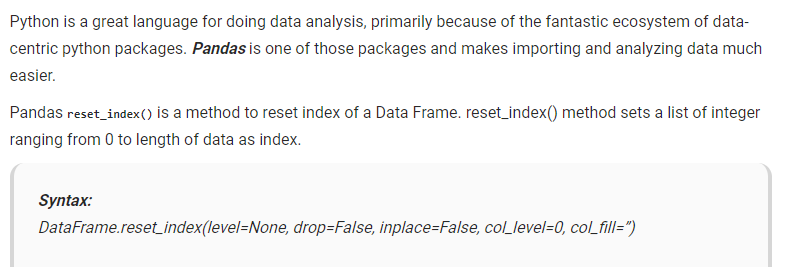 Python is a great language for doing data analysis, primarily because of the fantastic ecosystem of data-
centric python packages. Pandas is one of those packages and makes importing and analyzing data much
easier.
Pandas reset_index() is a method to reset index of a Data Frame. reset_index() method sets a list of integer
ranging from 0 to length of data as index.
Syntax:
DataFrame.reset_index(level=None, drop=False, inplace=False, col_level=0, col_fill=”)